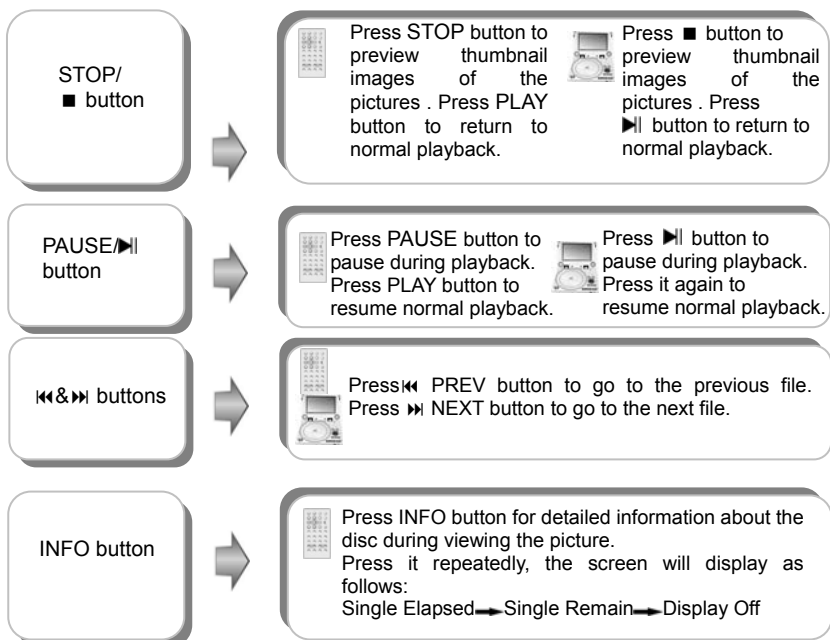 STOP/
■ button
Press STOP button to
preview thumbnail
images of the
pictures . Press PLAY
button to return to
normal playback.
Press ■ button to
preview thumbnail
images of the
pictures . Press
▶|| button to return to
normal playback.
PAUSE/▶||
button
Press PAUSE button to
pause during playback.
Press PLAY button to
resume normal playback.
Press ▶|| button to
pause during playback.
Press it again to
resume normal playback.
⏮&⏭ buttons
Press⏮ PREV button to go to the previous file.
Press ⏭ NEXT button to go to the next file.
INFO button
Press INFO button for detailed information about the
disc during viewing the picture.
Press it repeatedly, the screen will display as
follows:
Single Elapsed→Single Remain→Display Off